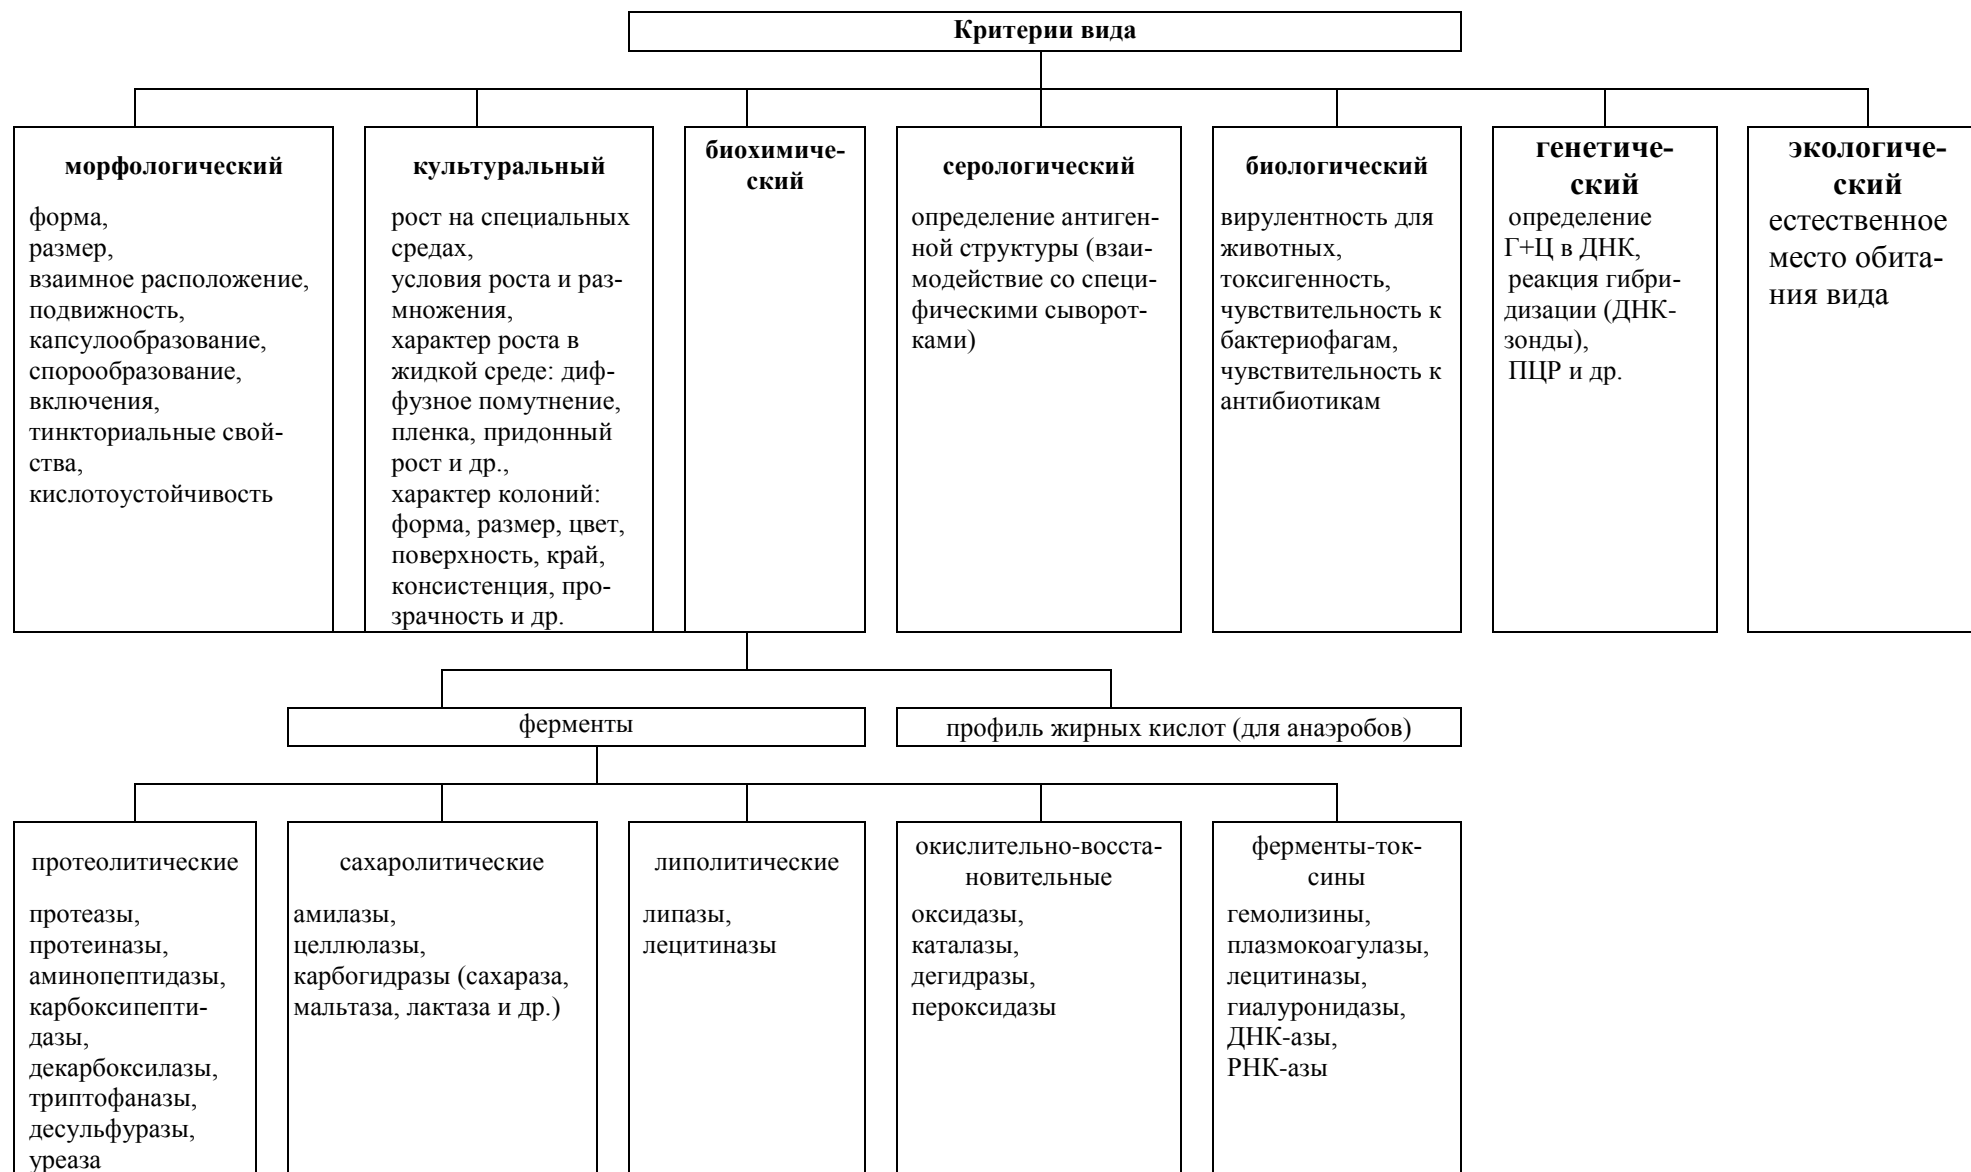 Критерии вида
морфологический
форма,
размер,
взаимное расположение,
подвижность,
капсулообразование,
спорообразование,
включения,
тинкториальные свой-
ства,
кислотоустойчивость
культуральный
рост на специальных
средах,
условия роста и раз-
множения,
характер роста в
жидкой среде: диф-
фузное помутнение,
пленка, придонный
рост и др.,
характер колоний:
форма, размер, цвет,
поверхность, край,
консистенция, про-
зрачность и др.
биохимиче-
ский
серологический
определение антиген-
ной структуры (взаи-
модействие со специ-
фическими сыворот-
ками)
биологический
вирулентность для
животных,
токсигенность,
чувствительность к
бактериофагам,
чувствительность к
антибиотикам
генетиче-
ский
определение
Г+Ц в ДНК,
реакция гибри-
дизации (ДНК-
зонды),
ПЦР и др.
экологиче-
ский
естественное
место обита-
ния вида
ферменты
профиль жирных кислот (для анаэробов)
протеолитические
протеазы,
протеиназы,
аминопептидазы,
карбоксипепти-
дазы,
декарбоксилазы,
триптофаназы,
десульфуразы,
уреаза
сахаролитические
амилазы,
целлюлазы,
карбогидразы (сахараза,
мальтаза, лактаза и др.)
липолитические
липазы,
лецитиназы
окислительно-восста-
новительные
оксидазы,
каталазы,
дегидразы,
пероксидазы
ферменты-ток-
сины
гемолизины,
плазмокоагулазы,
лецитиназы,
гиалуронидазы,
ДНК-азы,
РНК-азы